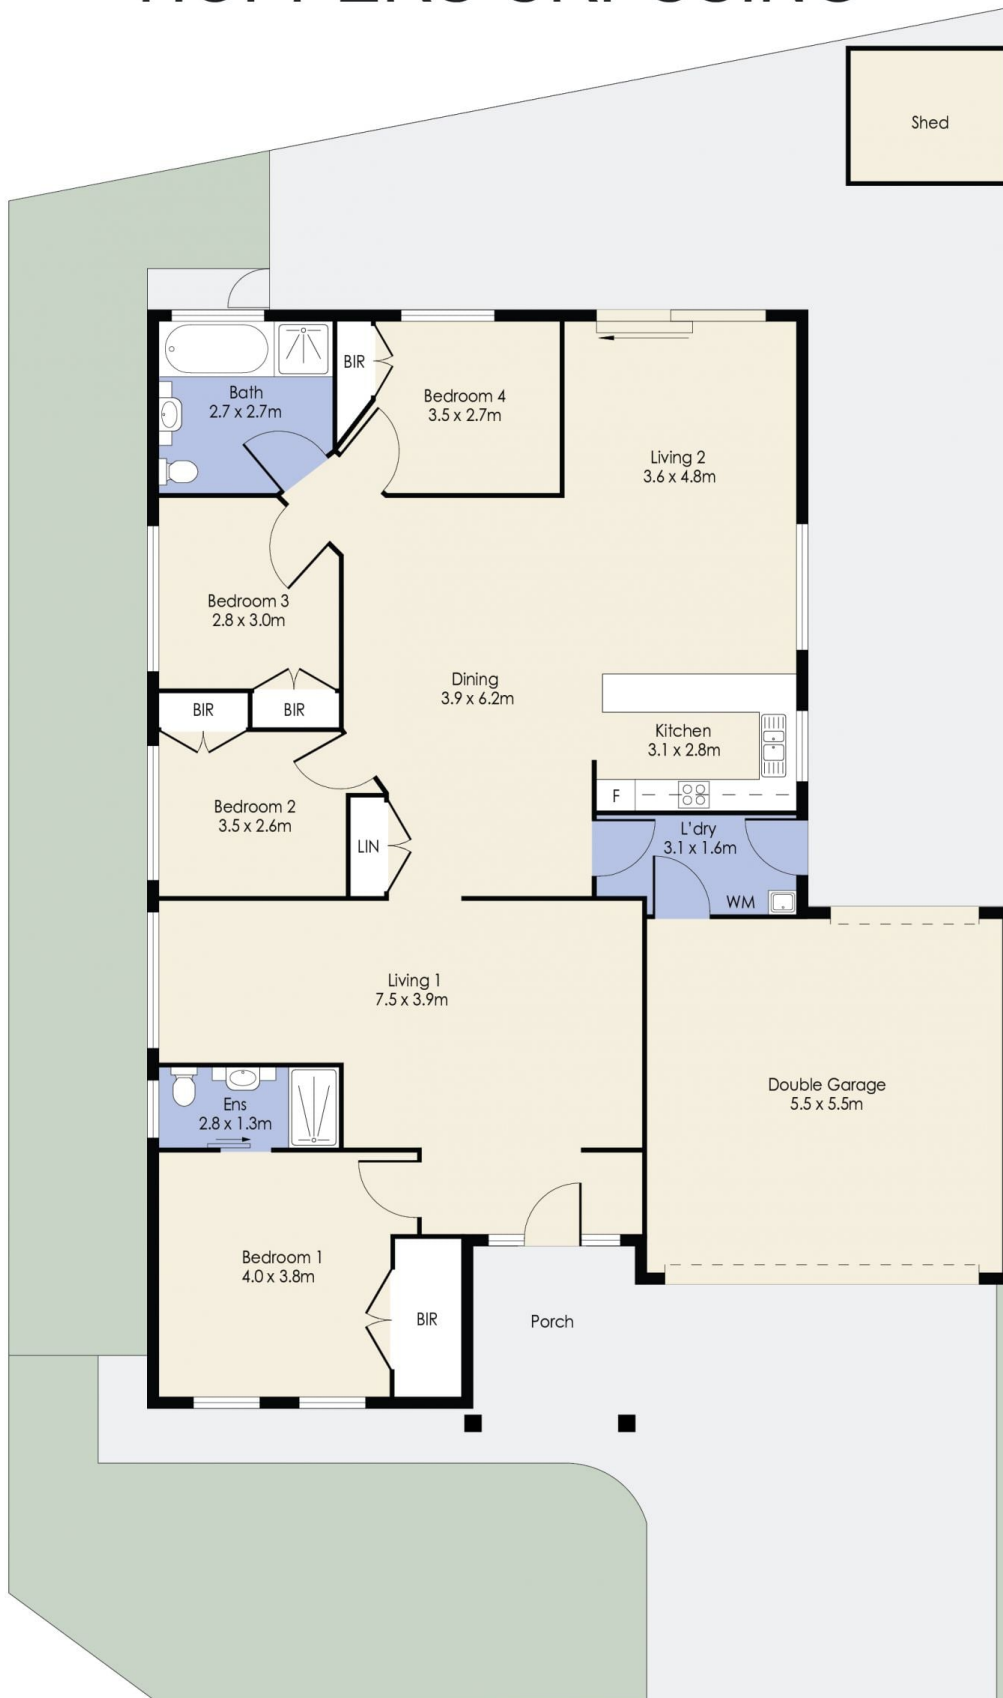 Shed
Bath
2.7 x 2.7m
BIR
Bedroom 4
3.5 x 2.7m
Living 2
3.6 x 4.8m
Bedroom 3
2.8 x 3.0m
BIR
BIR
Dining
3.9 x 6.2m
Kitchen
3.1 x 2.8m
F
Bedroom 2
3.5 x 2.6m
LIN
L'dry
3.1 x 1.6m
WM
Living 1
7.5 x 3.9m
Ens
2.8 x 1.3m
Double Garage
5.5 x 5.5m
Bedroom 1
4.0 x 3.8m
BIR
Porch